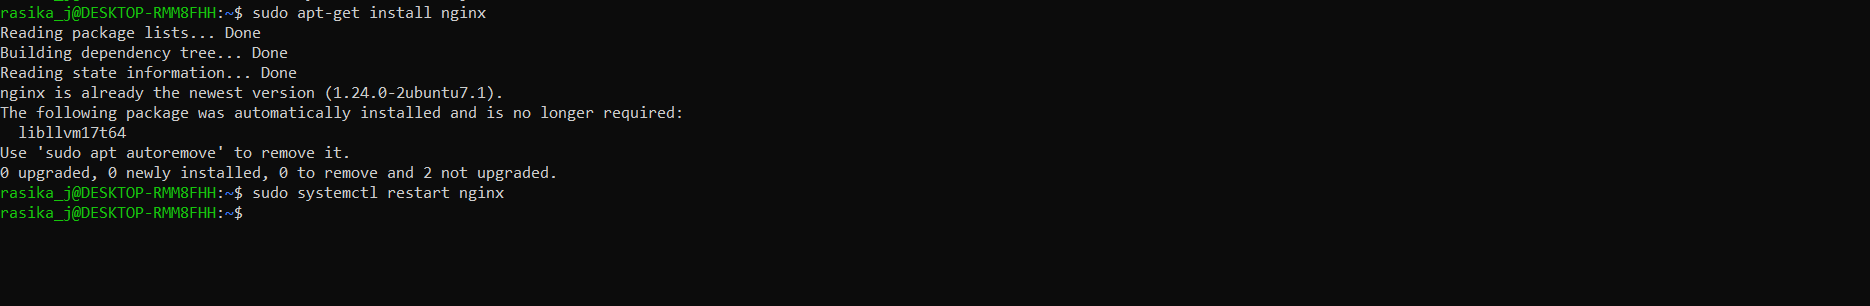 rasika_j@DESKTOP-RMM8FHH:~$ sudo apt-get install nginx
Reading package lists... Done
Building dependency tree... Done
Reading state information... Done
nginx is already the newest version (1.24.0-2ubuntu7.1).
The following package was automatically installed and is no longer required:
  libllvm17t64
Use 'sudo apt autoremove' to remove it.
0 upgraded, 0 newly installed, 0 to remove and 2 not upgraded.
rasika_j@DESKTOP-RMM8FHH:~$ sudo systemctl restart nginx
rasika_j@DESKTOP-RMM8FHH:~$